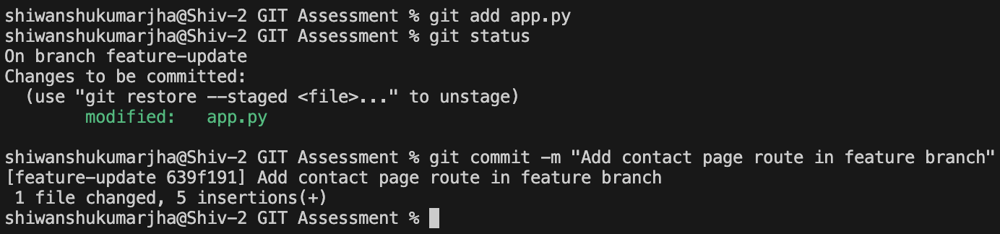 shiwanshukumarjha@Shiv-2 GIT Assessment % git add app.py
shiwanshukumarjha@Shiv-2 GIT Assessment % git status
On branch feature-update
Changes to be committed:
  (use "git restore --staged <file>..." to unstage)
        modified:   app.py

shiwanshukumarjha@Shiv-2 GIT Assessment % git commit -m "Add contact page route in feature branch"
[feature-update 639f191] Add contact page route in feature branch
 1 file changed, 5 insertions(+)
shiwanshukumarjha@Shiv-2 GIT Assessment %